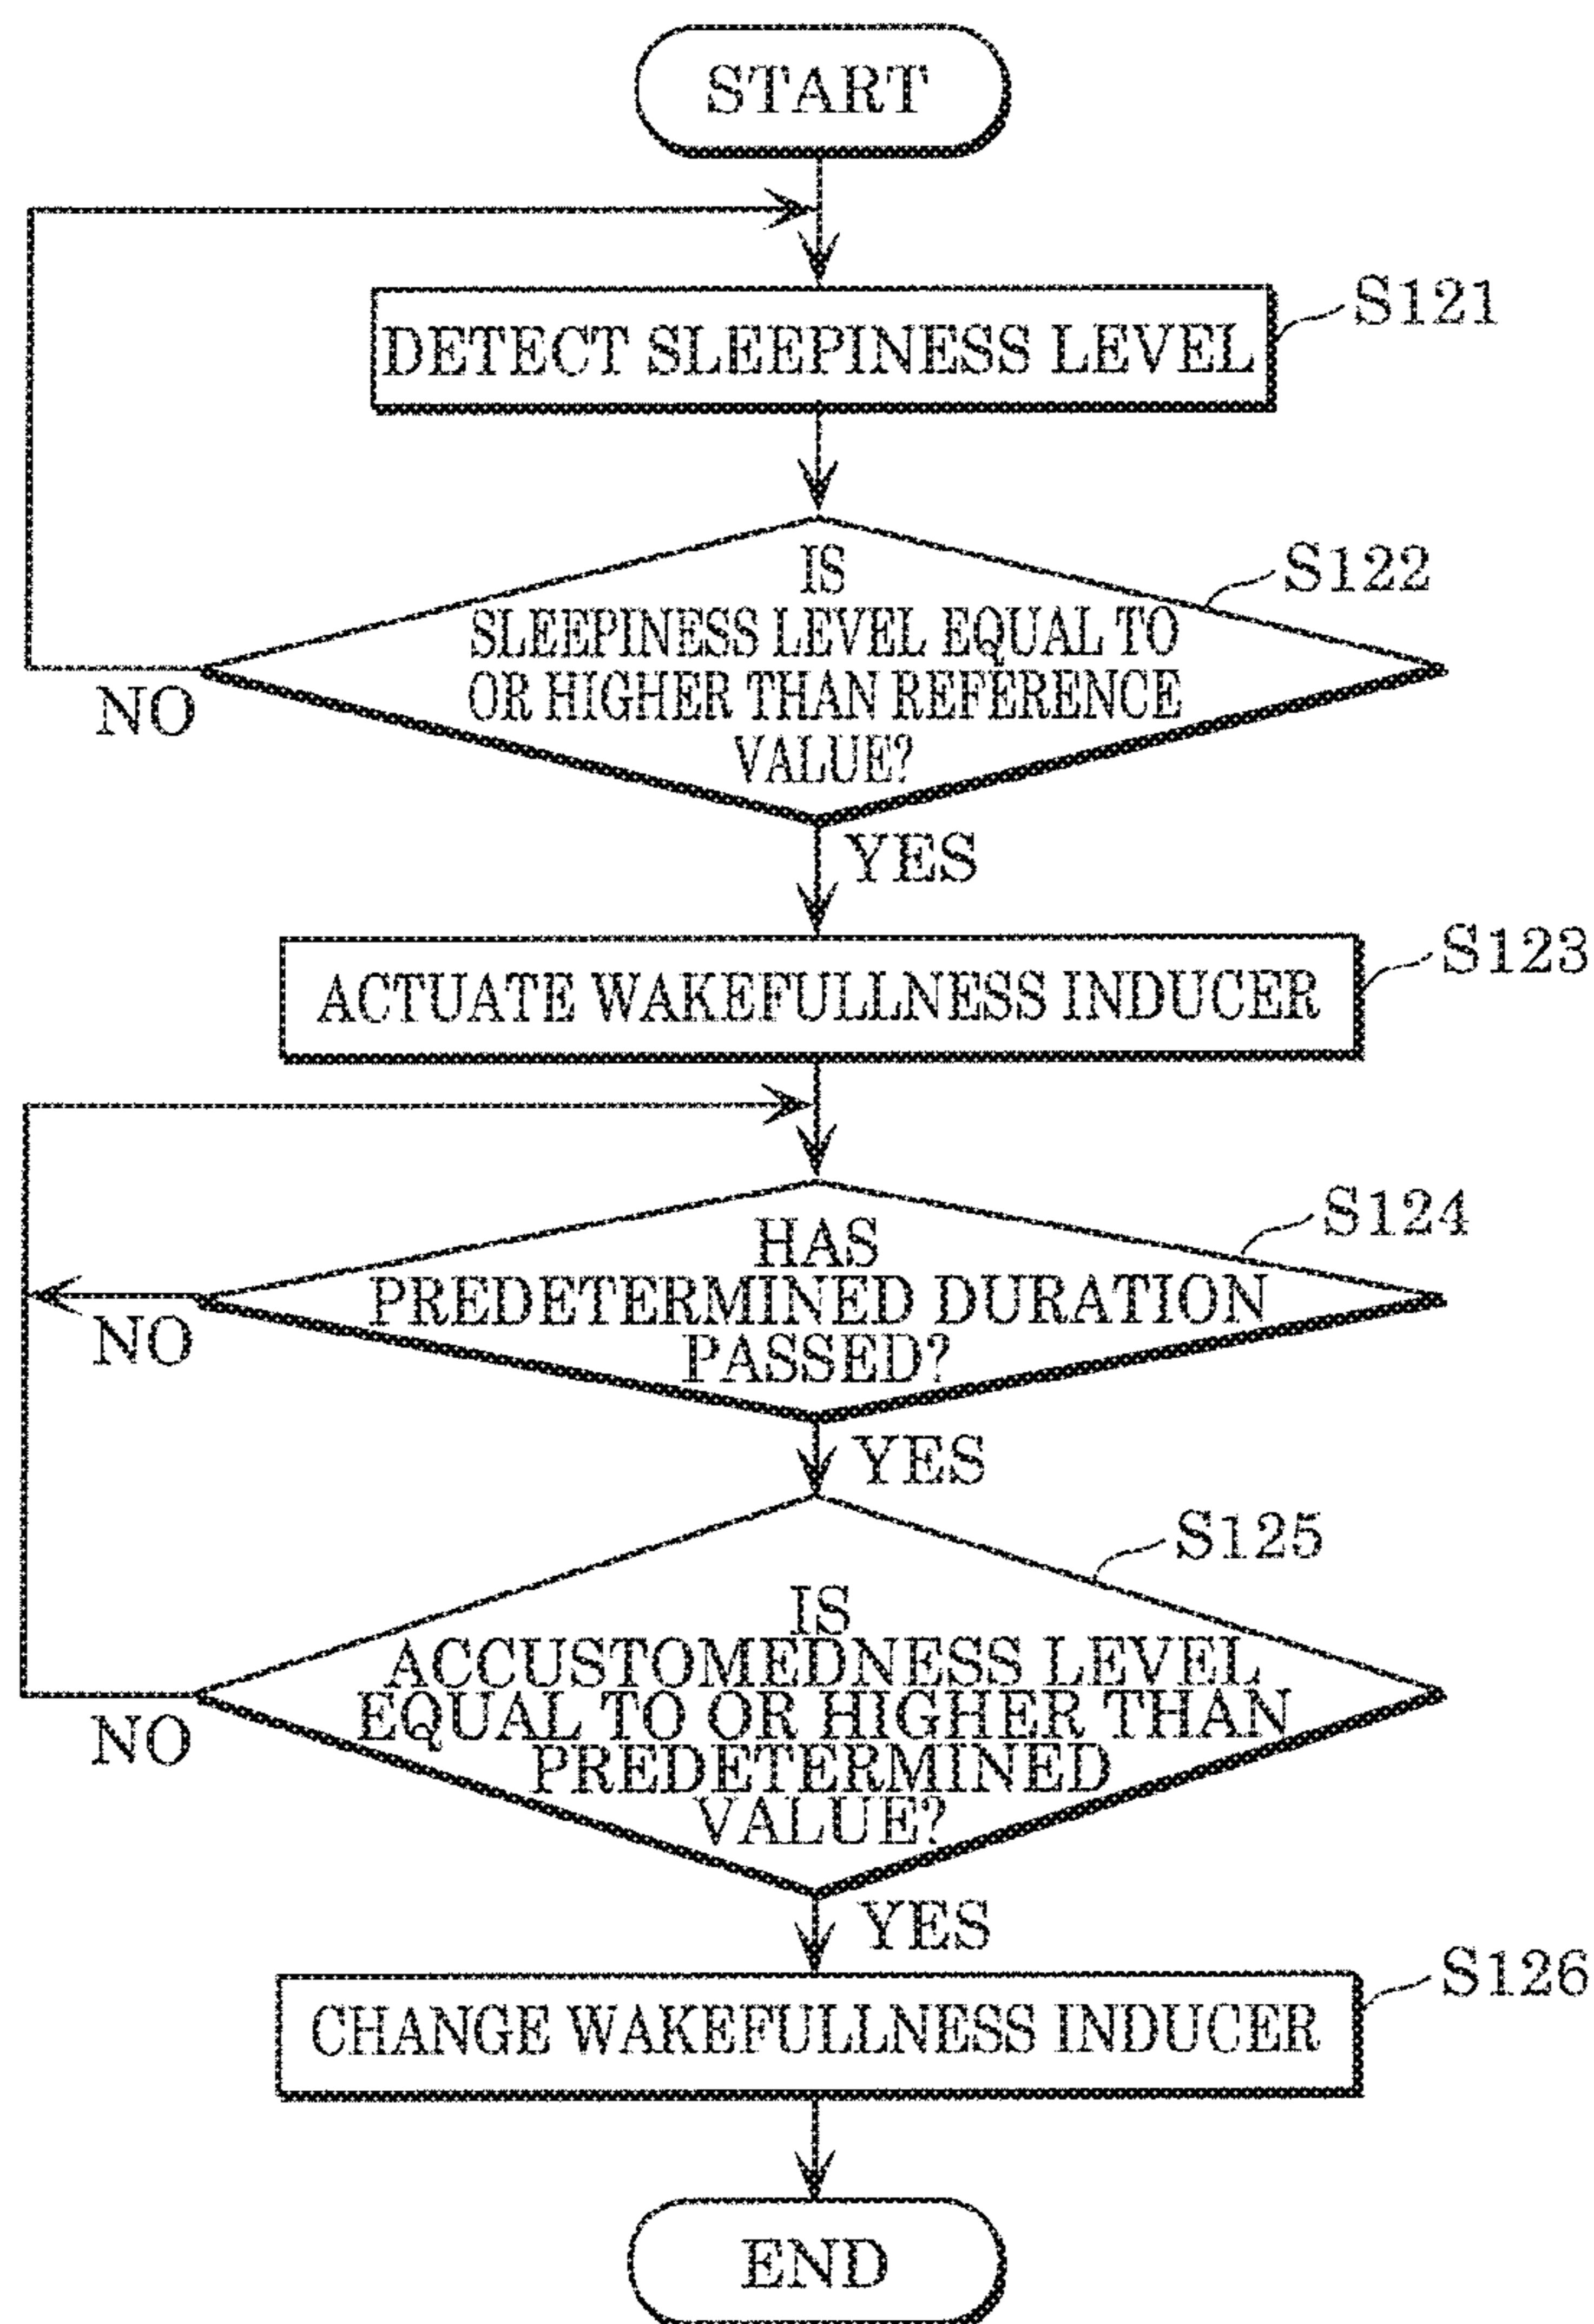 START
DETECT SLEEPINESS LEVEL
S121
IS
SLEEPINESS LEVEL EQUAL TO
OR HIGHER THAN REFERENCE
VALUE?
S122
NO
YES
ACTUATE WAKEFULLNESS INDUCER
S123
HAS
PREDETERMINED DURATION
PASSED?
S124
NO
YES
IS
ACCUSTOMEDNESS LEVEL
EQUAL TO OR HIGHER THAN
PREDETERMINED
VALUE?
S125
NO
YES
CHANGE WAKEFULLNESS INDUCER
S126
END